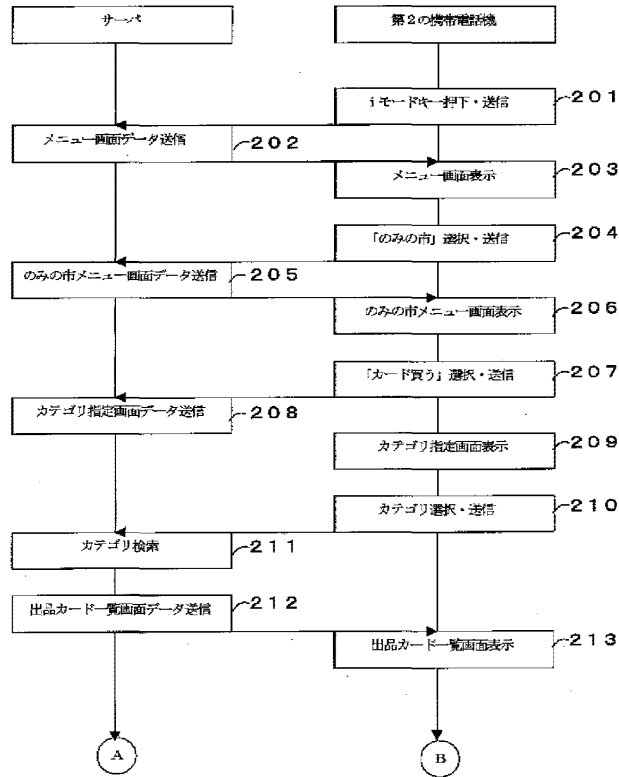 サーバ
第2の携帯電話機
iモードキー押下・送信
201
メニュー画面データ送信
202
メニュー画面表示
203
「のみの市」選択・送信
204
のみの市メニュー画面データ送信
205
のみの市メニュー画面表示
206
「カード買う」選択・送信
207
カテゴリ指定画面データ送信
208
カテゴリ指定画面表示
209
カテゴリ選択・送信
210
カテゴリ検索
211
出品カード一覧画面データ送信
212
出品カード一覧画面表示
213
A
B